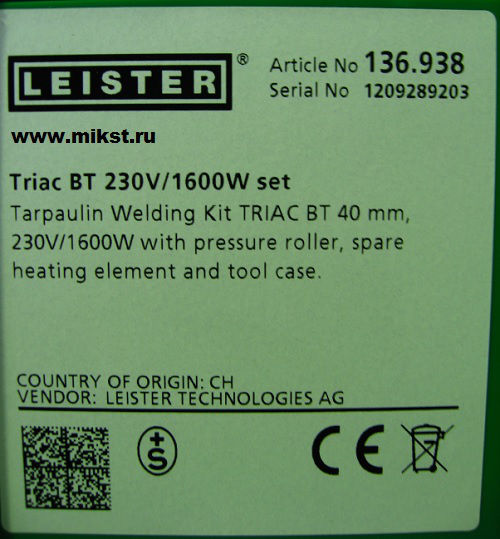 LEISTER®
Article No 136.938
Serial No 1209289203
www.mikst.ru
Triac BT 230V/1600W set
Tarpaulin Welding Kit TRIAC BT 40 mm,
230V/1600W with pressure roller, spare
heating element and tool case.
COUNTRY OF ORIGIN: CH
VENDOR: LEISTER TECHNOLOGIES AG
+S
CE